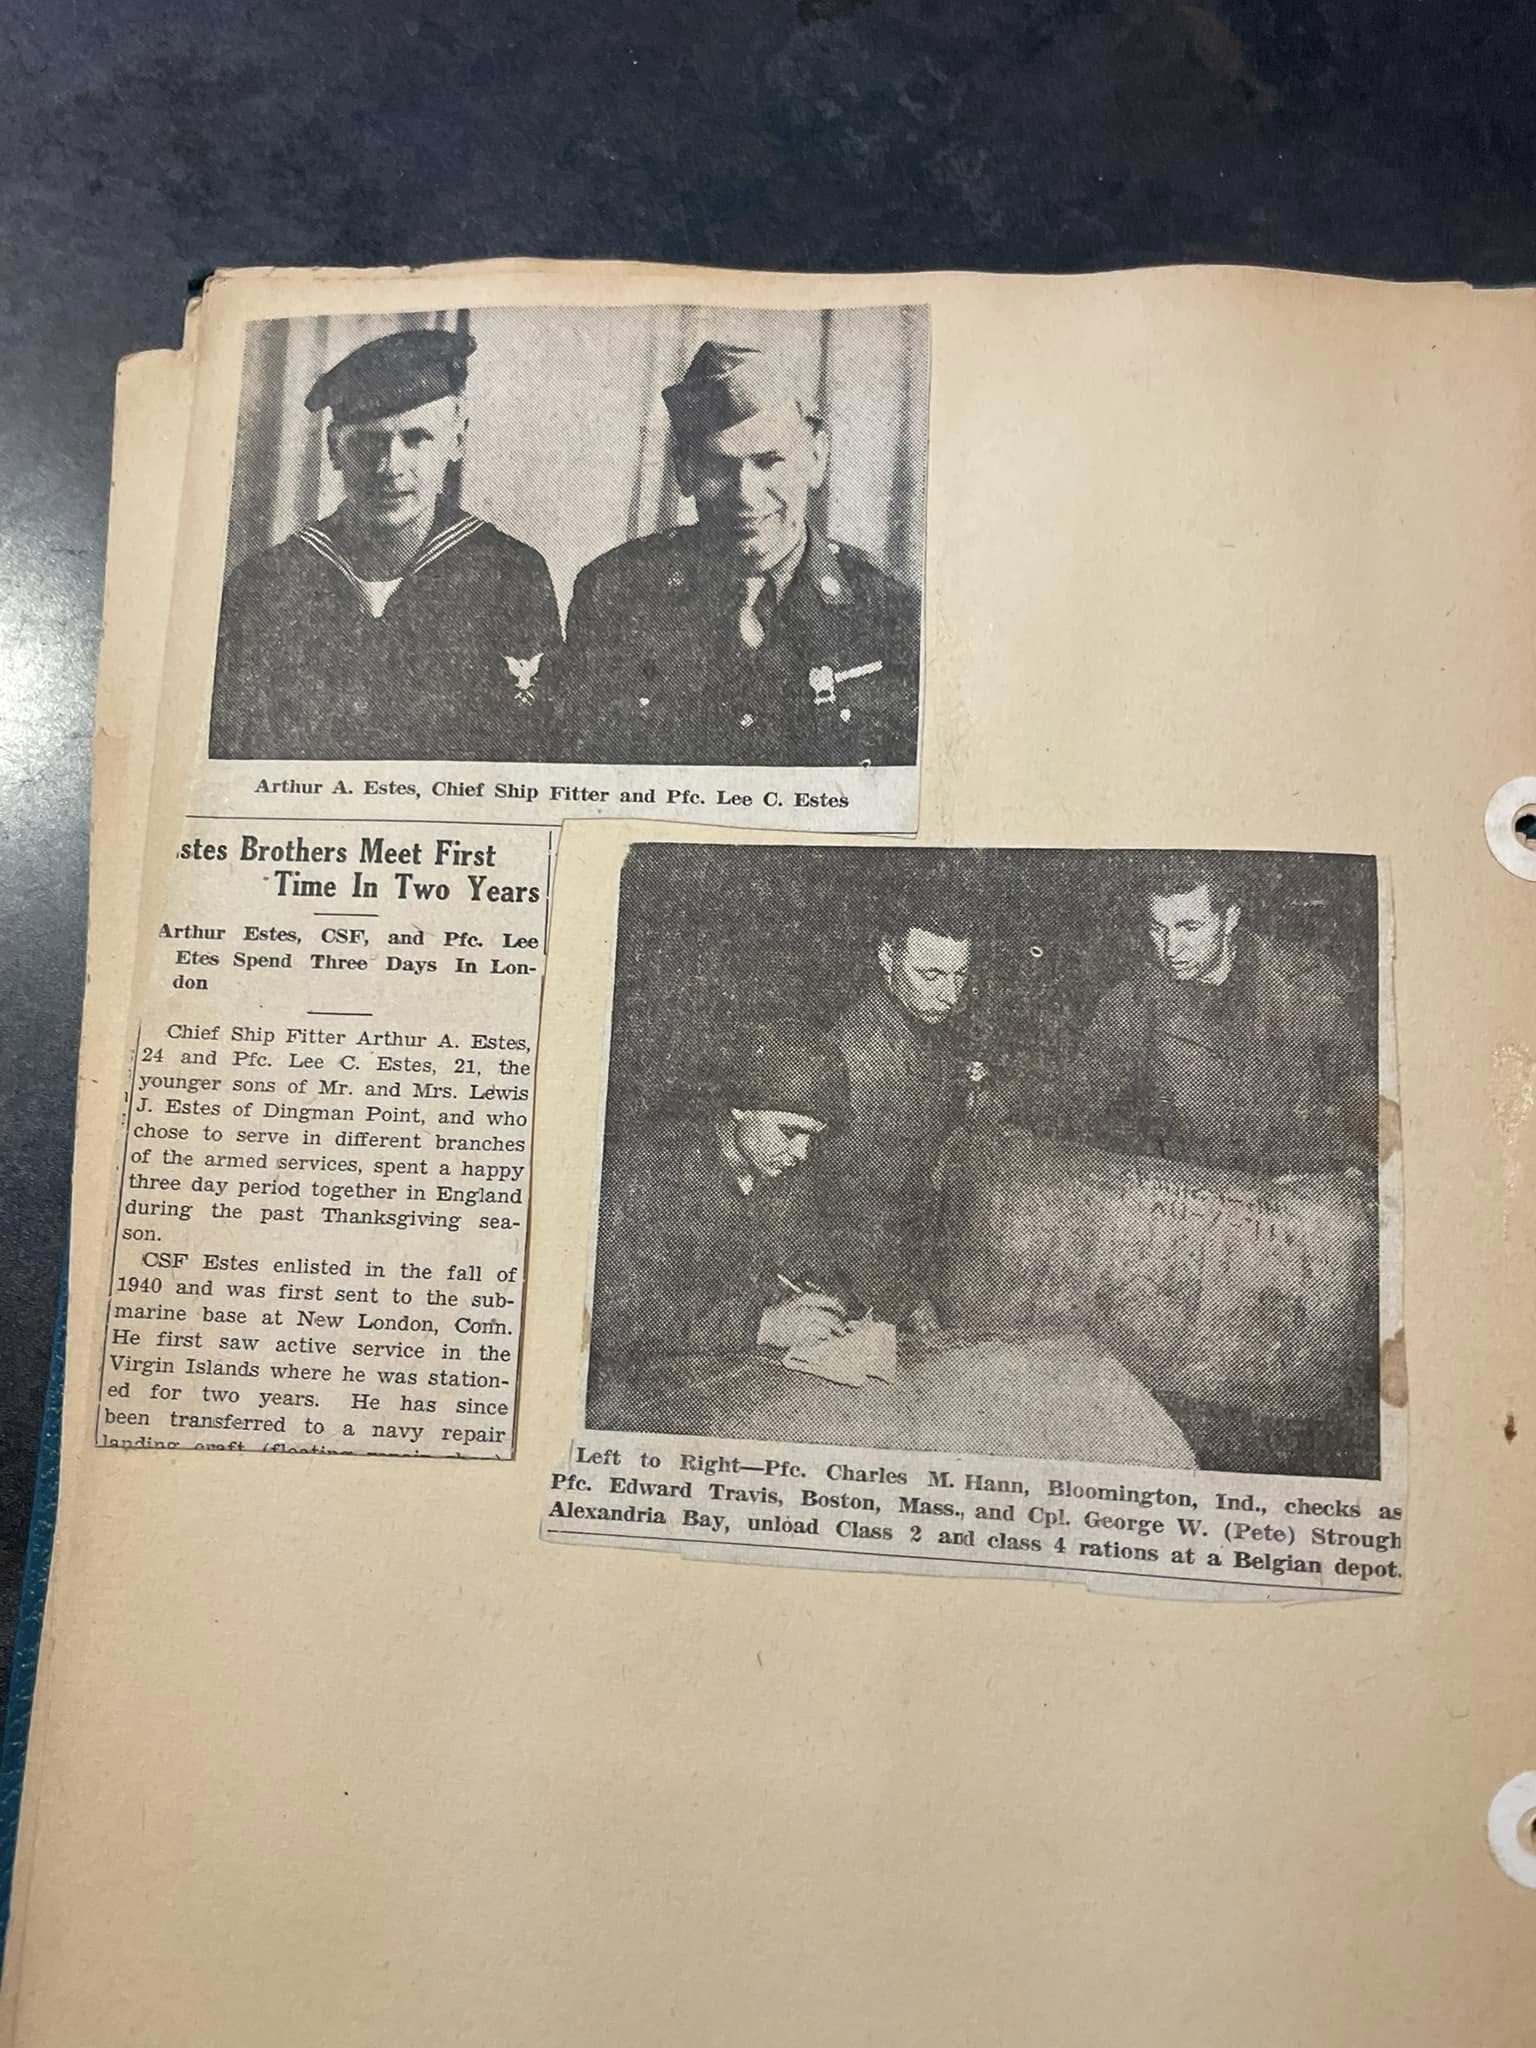 Arthur A. Estes, Chief Ship Fitter and Pfc. Lee C. Estes
stes Brothers Meet First
Time In Two Years
Arthur Estes, CSF, and Pfc. Lee
Etes Spend Three Days In Lon-
don
Chief Ship Fitter Arthur A. Estes,
24 and Pfc. Lee C. Estes, 21, the
younger sons of Mr. and Mrs. Lewis
J. Estes of Dingman Point, and who
chose to serve in different branches
of the armed services, spent a happy
three day period together in England
during the past Thanksgiving sea-
son.
CSF Estes enlisted in the fall of
1940 and was first sent to the sub-
marine base at New London, Conn.
He first saw active service in the
Virgin Islands where he was station-
ed for two years. He has since
been transferred to a navy repair
landing craft (floating repair
Left to Right—Pfc. Charles M. Hann, Bloomington, Ind., checks as
Pfc. Edward Travis, Boston, Mass., and Cpl. George W. (Pete) Strough
Alexandria Bay, unload Class 2 and class 4 rations at a Belgian depot.